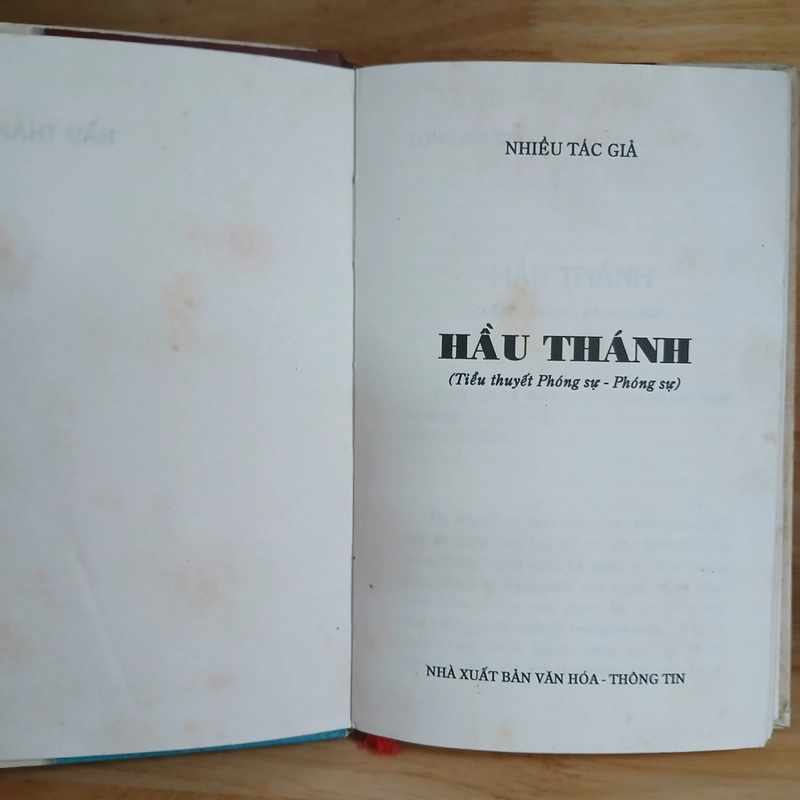 NHIỀU TÁC GIẢ
HẦU THÁNH
(Tiểu thuyết Phóng sự - Phóng sự)
NHÀ XUẤT BẢN VĂN HÓA - THÔNG TIN